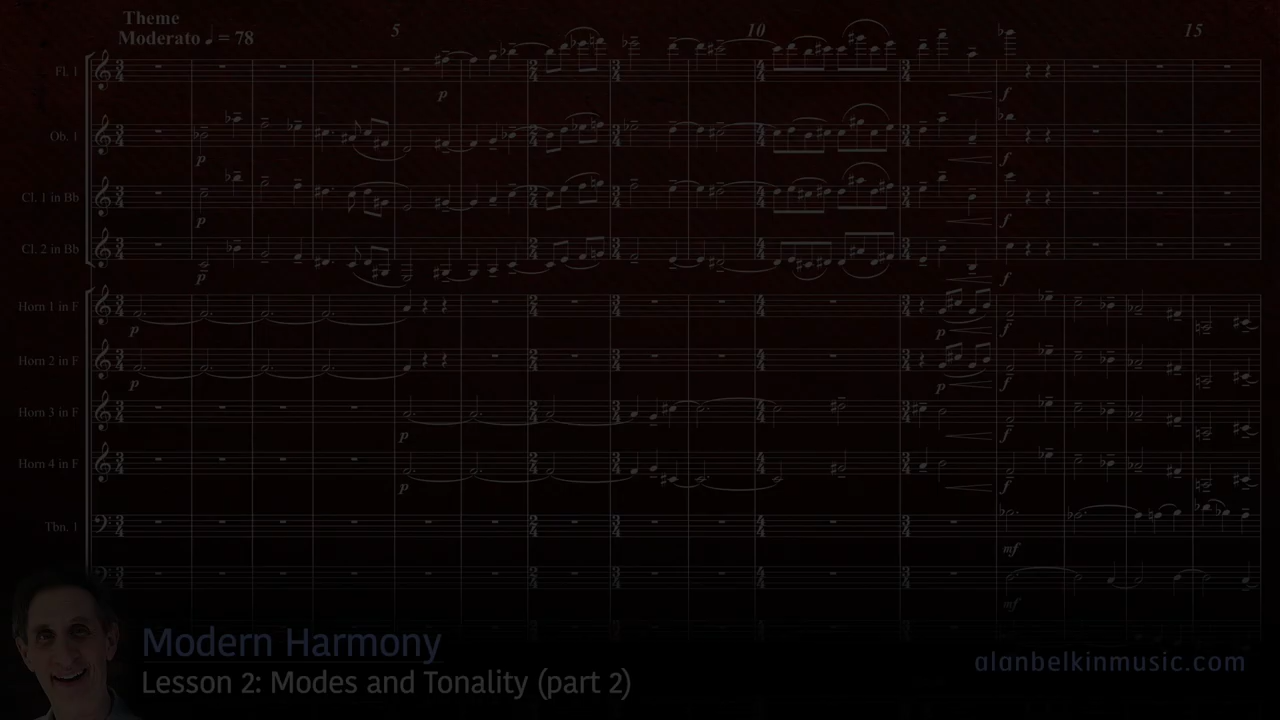 Theme
Moderato ♩ = 78
5
10
15
Fl. 1
p
f
Ob. 1
p
f
Cl. 1 in Bb
p
f
Cl. 2 in Bb
p
f
Horn 1 in F
p
p
f
Horn 2 in F
p
p
f
Horn 3 in F
p
f
Horn 4 in F
p
f
Tbn. 1
mf
mf
Modern Harmony
Lesson 2: Modes and Tonality (part 2)
alanbelkinmusic.com